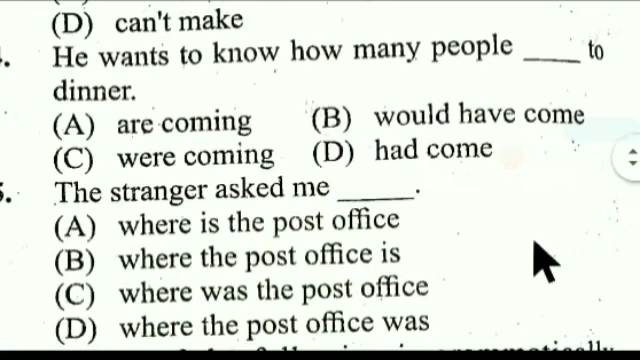 (D) can't make
. He wants to know how many people ____ to
dinner.
(A) are coming (B) would have come
(C) were coming (D) had come
5. The stranger asked me _____.
(A) where is the post office
(B) where the post office is
(C) where was the post office
(D) where the post office was